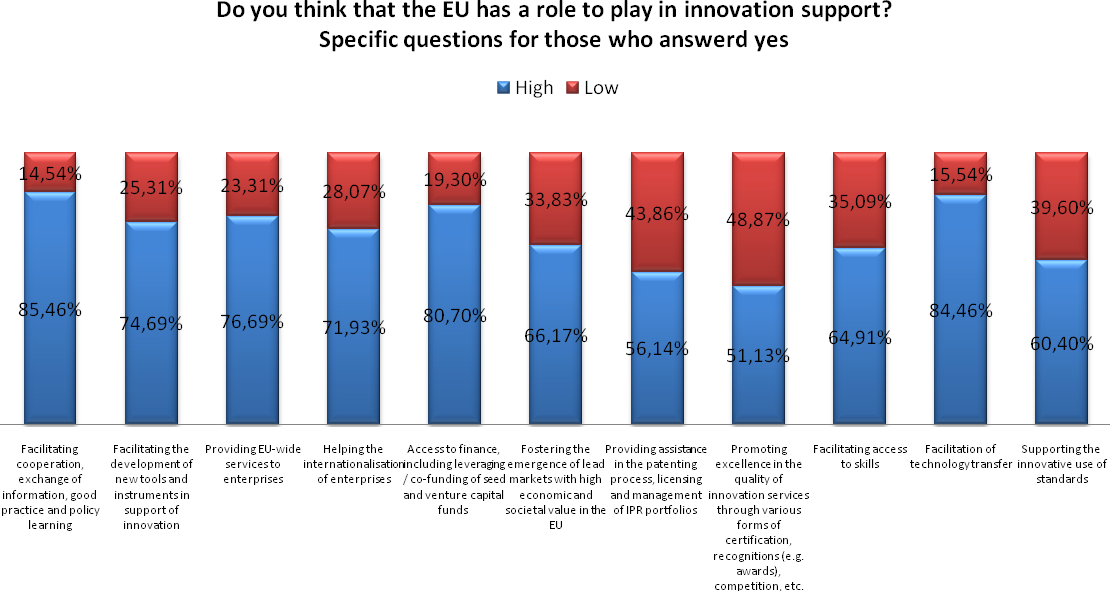 Do you think that the EU has a role to play in innovation support?
Specific questions for those who answerd yes
High Low
14,54%
25,31%
23,31%
28,07%
19,30%
33,83%
43,86%
48,87%
35,09%
15,54%
39,60%
85,46%
74,69%
76,69%
71,93%
80,70%
66,17%
56,14%
51,13%
64,91%
84,46%
60,40%
Facilitating
cooperation,
exchange of
information, good
practice and policy
learning
Facilitating the
development of
new tools and
instruments in
support of
innovation
Providing EU-wide
services to
enterprises
Helping the
internationalisation
of enterprises
Access to finance,
including leveraging
/ co-funding of seed
and venture capital
funds
Fostering the
emergence of lead
markets with high
economic and
societal value in the
EU
Providing assistance
in the patenting
process, licensing
and management
of IPR portfolios
Promoting
excellence in the
quality of
innovation services
through various
forms of
certification,
recognitions (e.g.
awards),
competition, etc.
Facilitating access
to skills
Facilitation of
technology transfer
Supporting the
innovative use of
standards